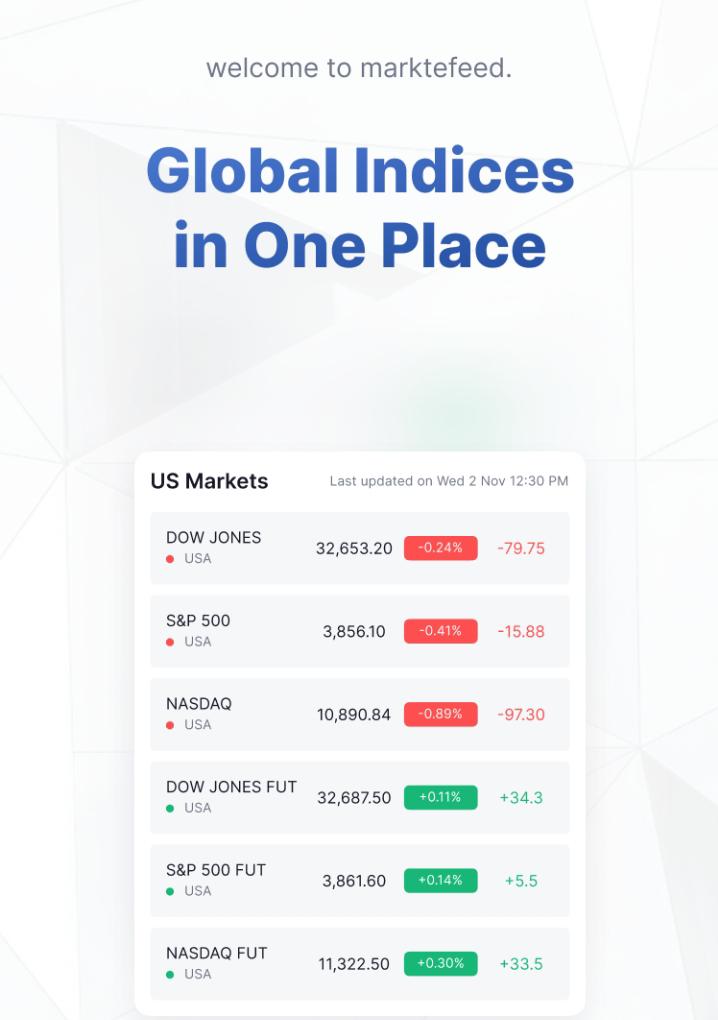 welcome to marktefeed.
Global Indices
in One Place
US Markets Last updated on Wed 2 Nov 12:30 PM
DOW JONES 32,653.20 -0.24% -79.75
USA
S&P 500 3,856.10 -0.41% -15.88
USA
NASDAQ 10,890.84 -0.89% -97.30
USA
DOW JONES FUT 32,687.50 +0.11% +34.3
USA
S&P 500 FUT 3,861.60 +0.14% +5.5
USA
NASDAQ FUT 11,322.50 +0.30% +33.5
USA